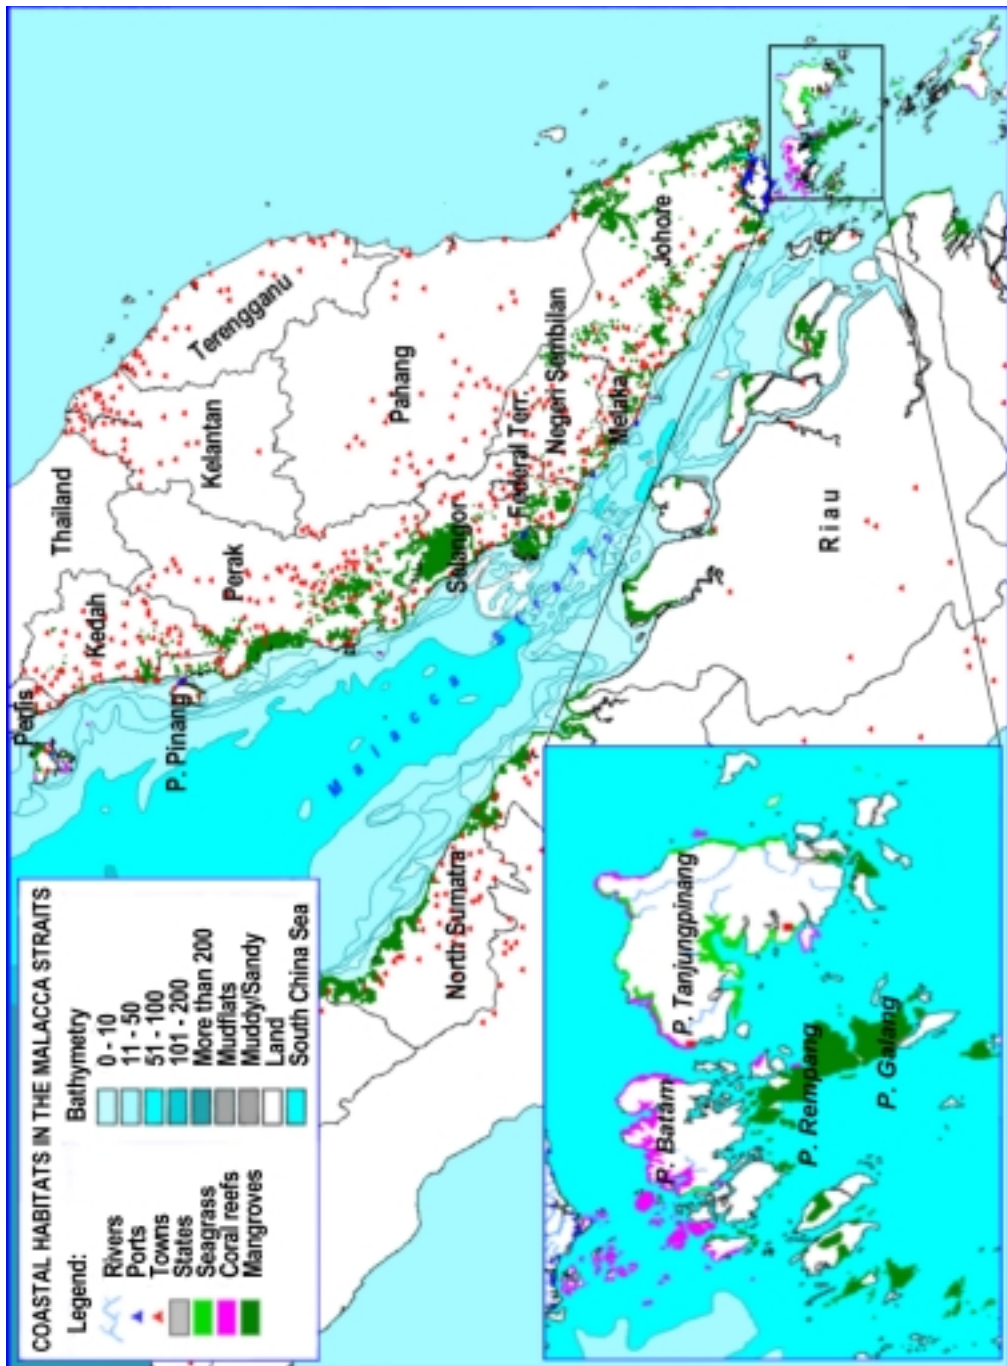 COASTAL HABITATS IN THE MALACCA STRAITS
Legend:
Rivers
Ports
Towns
States
Seagrass
Coral reefs
Mangroves
Bathymetry
0 - 10
11 - 50
51 - 100
101 - 200
More than 200
Mudflats
Muddy/Sandy
Land
South China Sea
Perlis
Kedah
Thailand
P. Pinang
Perak
Kelantan
Terengganu
Pahang
Selangor
Federal Terr.
Negeri Sembilan
Melaka
Johore
Malacca Straits
North Sumatra
Riau
P. Batam
P. Tanjungpinang
P. Rempang
P. Galang